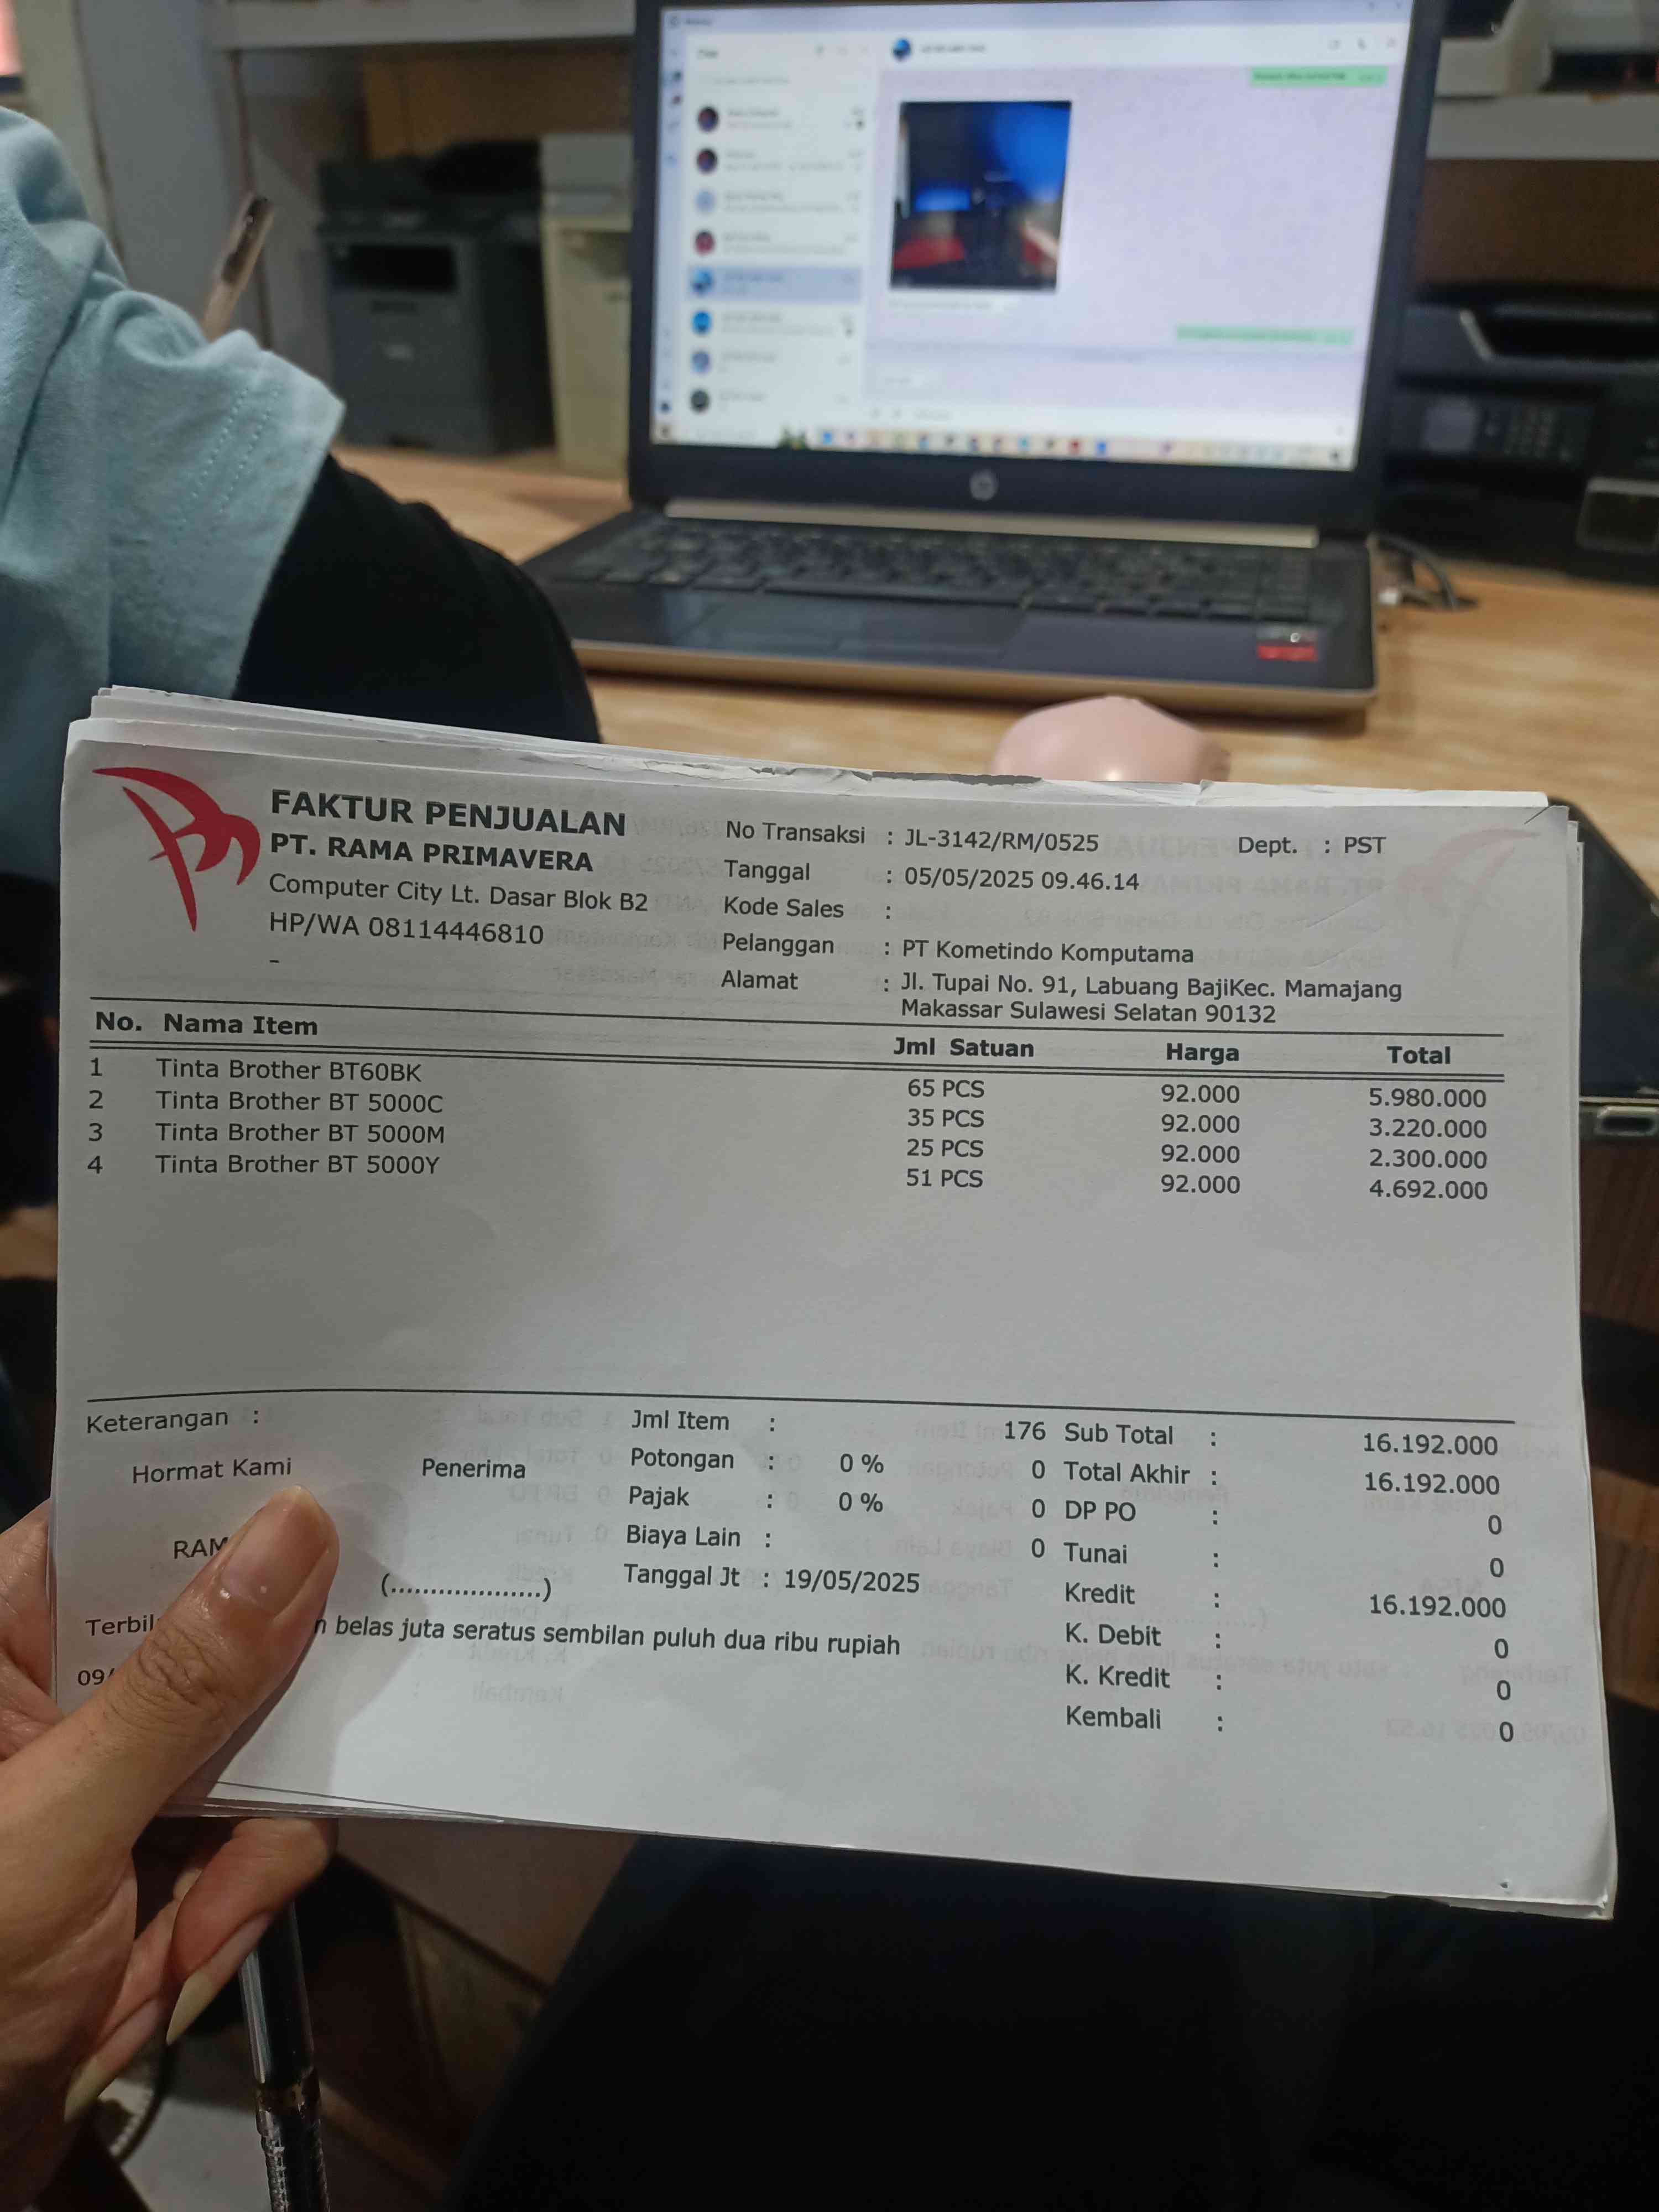 FAKTUR PENJUALAN
PT. RAMA PRIMAVERA
Computer City Lt. Dasar Blok B2
HP/WA 08114446810
-
No Transaksi : JL-3142/RM/0525 Dept. : PST
Tanggal : 05/05/2025 09.46.14
Kode Sales :
Pelanggan : PT Kometindo Komputama
Alamat : Jl. Tupai No. 91, Labuang BajiKec. Mamajang
Makassar Sulawesi Selatan 90132
No. Nama Item Jml Satuan Harga Total
1 Tinta Brother BT60BK 65 PCS 92.000 5.980.000
2 Tinta Brother BT 5000C 35 PCS 92.000 3.220.000
3 Tinta Brother BT 5000M 25 PCS 92.000 2.300.000
4 Tinta Brother BT 5000Y 51 PCS 92.000 4.692.000
Keterangan :
Hormat Kami
Penerima
RAM
(...................)
Jml Item : 176
Potongan : 0 % 0
Pajak : 0 % 0
Biaya Lain : 0
Tanggal Jt : 19/05/2025
Sub Total : 16.192.000
Total Akhir : 16.192.000
DP PO : 0
Tunai : 0
Kredit : 16.192.000
K. Debit : 0
K. Kredit : 0
Kembali : 0
Terbil n belas juta seratus sembilan puluh dua ribu rupiah
09/
hp